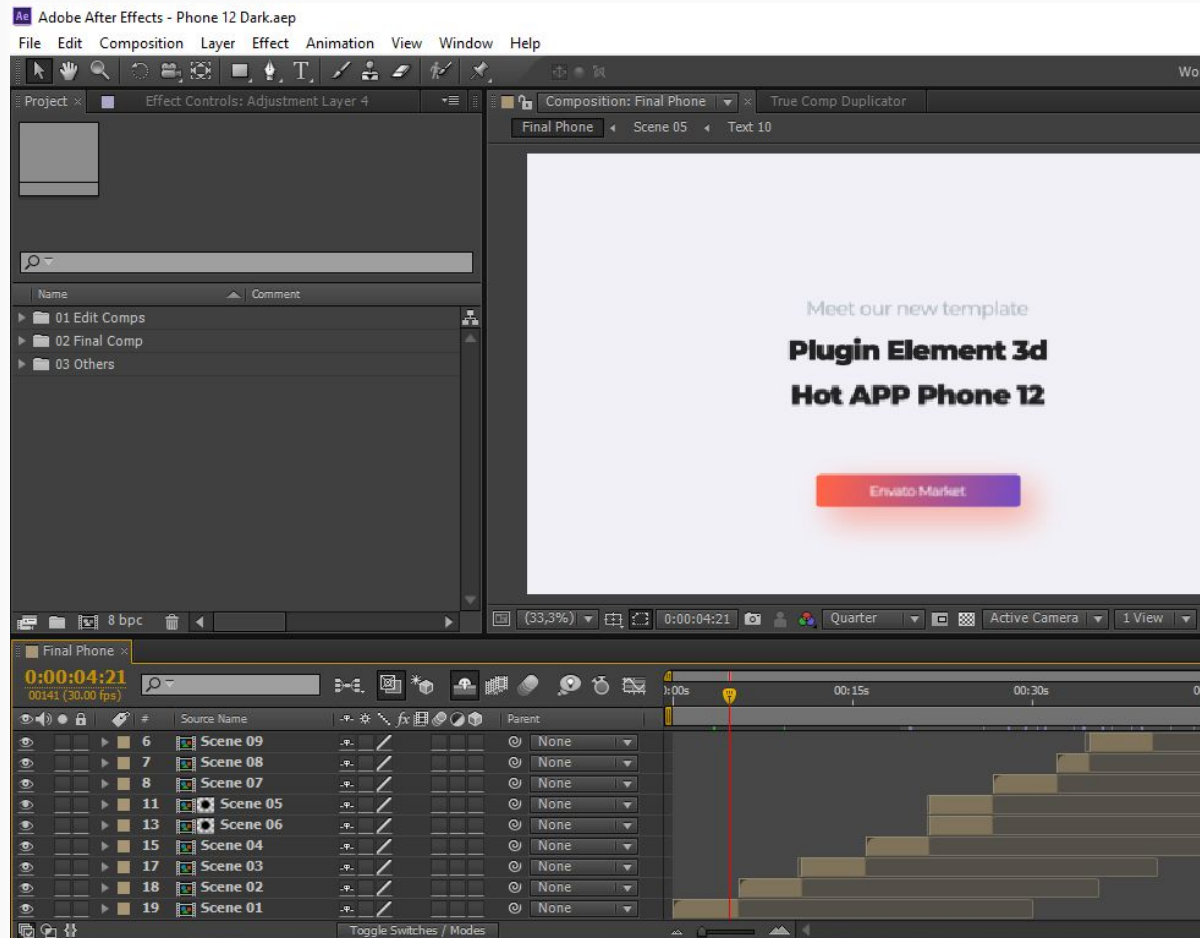 Ae Adobe After Effects - Phone 12 Dark.aep
File Edit Composition Layer Effect Animation View Window Help
Wo
Project × Effect Controls: Adjustment Layer 4
Composition: Final Phone × True Comp Duplicator
Final Phone Scene 05 Text 10
Name Comment
01 Edit Comps
02 Final Comp
03 Others
Meet our new template
Plugin Element 3d
Hot APP Phone 12
Envato Market
8 bpc
(33,3%) 0:00:04:21 Quarter Active Camera 1 View
Final Phone ×
0:00:04:21
00141 (30.00 fps)
):00s 00:15s 00:30s 0
# Source Name fx Parent
6 Scene 09 None
7 Scene 08 None
8 Scene 07 None
11 Scene 05 None
13 Scene 06 None
15 Scene 04 None
17 Scene 03 None
18 Scene 02 None
19 Scene 01 None
Toggle Switches / Modes